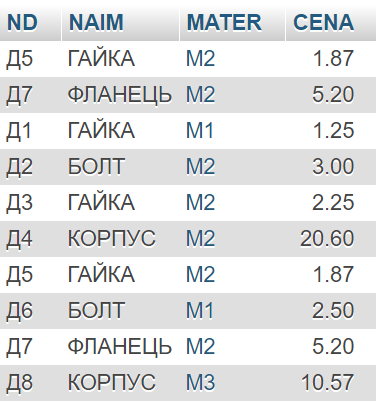 ND NAIM MATER CENA
Д5 ГАЙКА М2 1.87
Д7 ФЛАНЕЦЬ М2 5.20
Д1 ГАЙКА М1 1.25
Д2 БОЛТ М2 3.00
Д3 ГАЙКА М2 2.25
Д4 КОРПУС М2 20.60
Д5 ГАЙКА М2 1.87
Д6 БОЛТ М1 2.50
Д7 ФЛАНЕЦЬ М2 5.20
Д8 КОРПУС М3 10.57